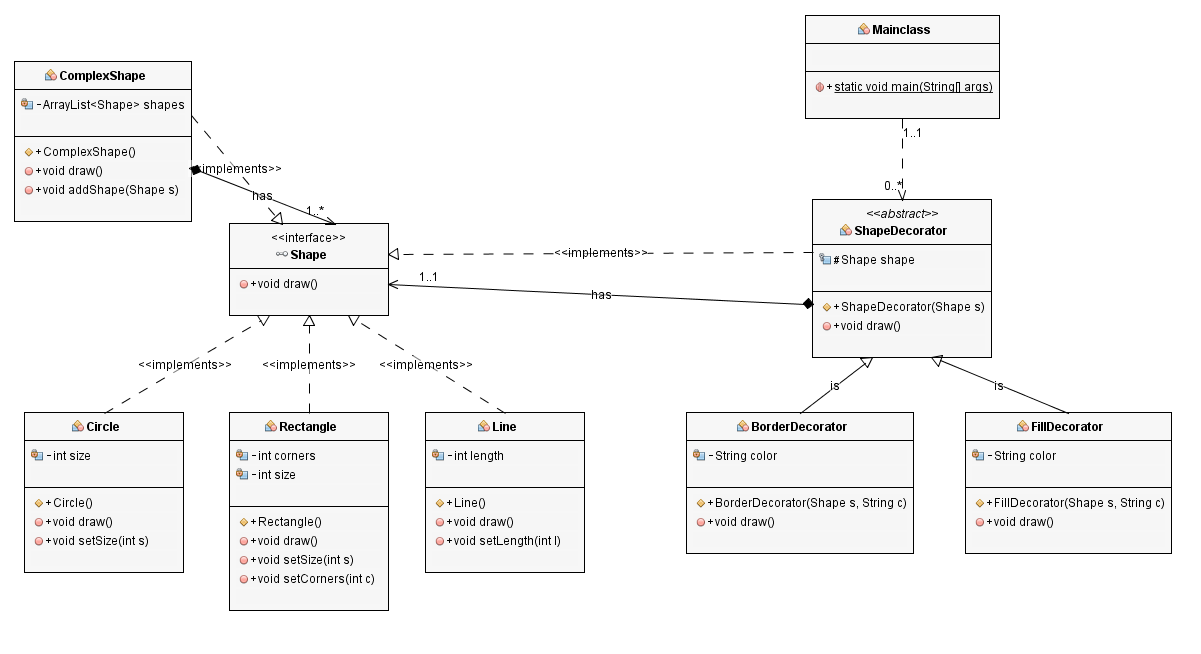 Mainclass
+static void main(String[] args)
ComplexShape
-ArrayList<Shape> shapes
+ComplexShape()
+void draw()
+void addShape(Shape s)
<<implements>>
has
1..*
1..1
0..*
<<interface>>
Shape
+void draw()
<<implements>>
1..1
has
<<abstract>>
ShapeDecorator
#Shape shape
+ShapeDecorator(Shape s)
+void draw()
<<implements>>
<<implements>>
<<implements>>
is
is
Circle
-int size
+Circle()
+void draw()
+void setSize(int s)
Rectangle
-int corners
-int size
+Rectangle()
+void draw()
+void setSize(int s)
+void setCorners(int c)
Line
-int length
+Line()
+void draw()
+void setLength(int l)
BorderDecorator
-String color
+BorderDecorator(Shape s, String c)
+void draw()
FillDecorator
-String color
+FillDecorator(Shape s, String c)
+void draw()